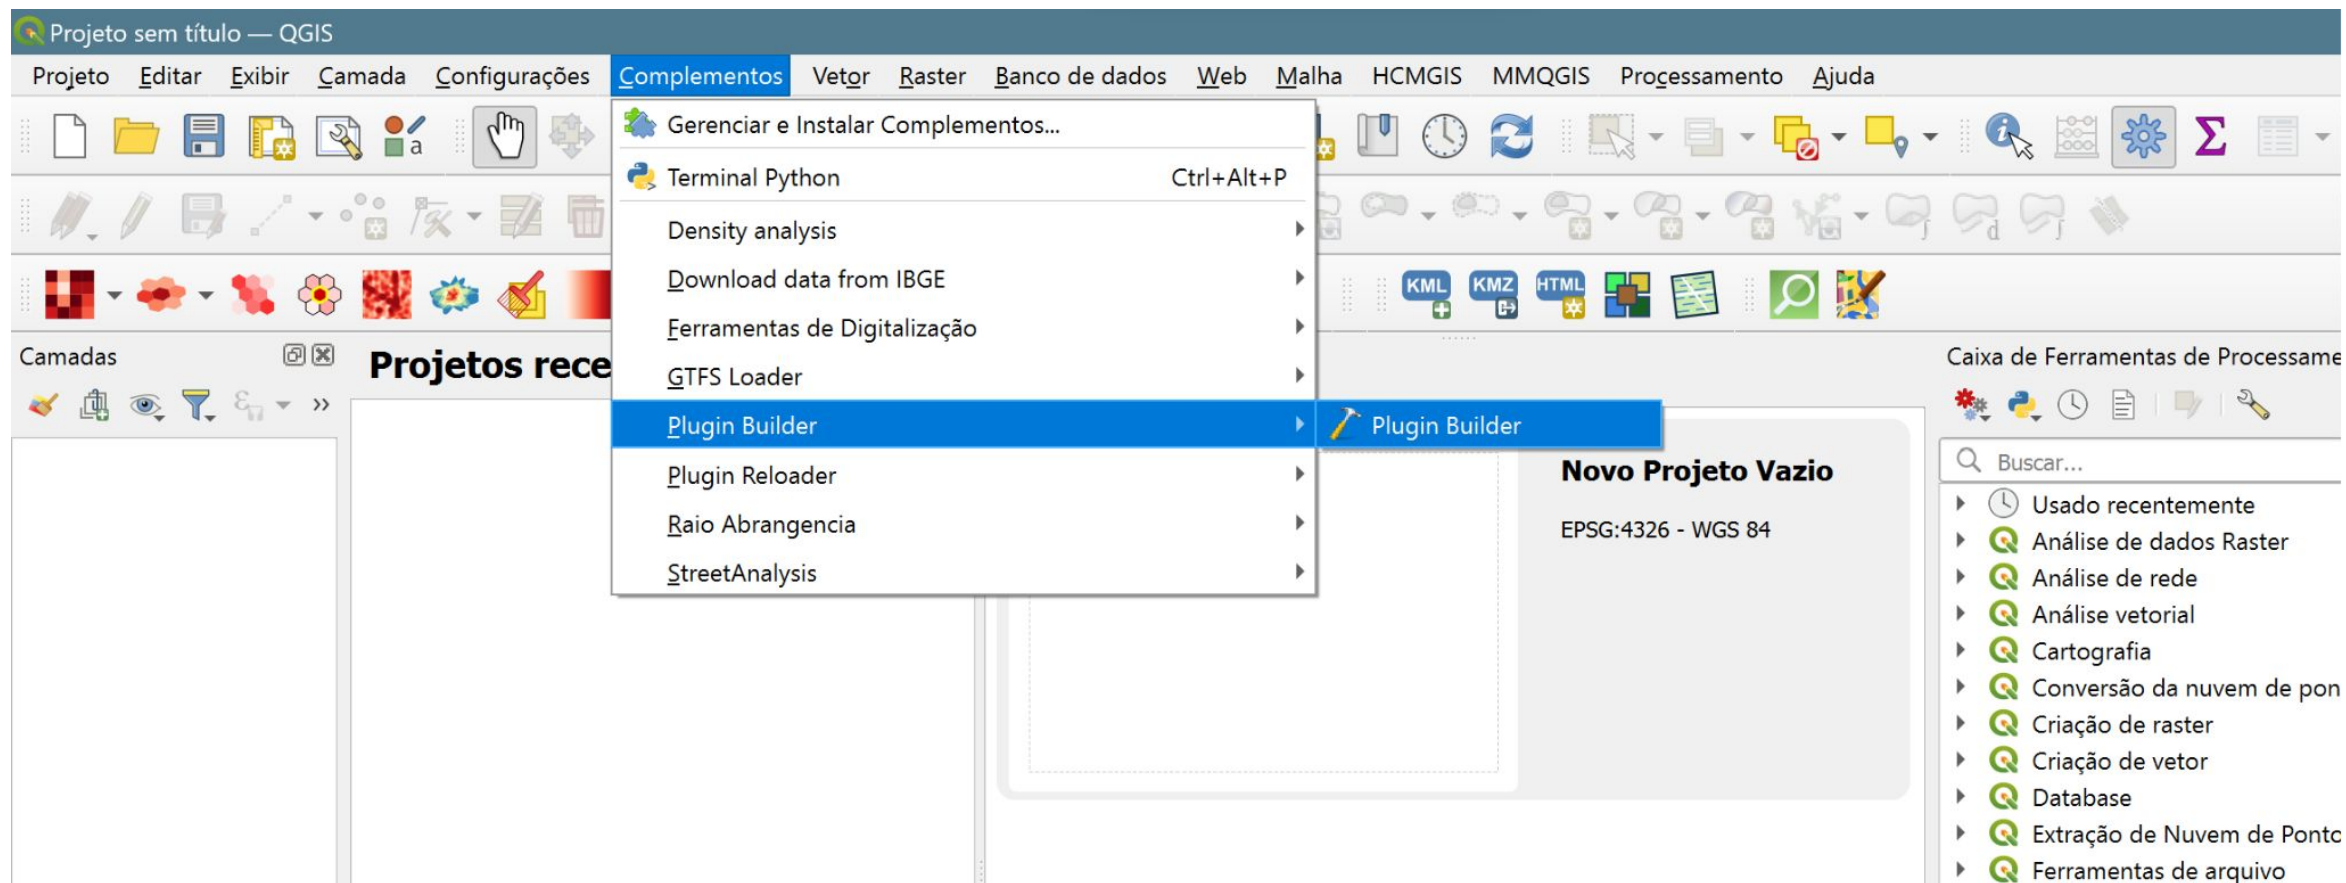 Projeto sem título — QGIS
Projeto Editar Exibir Camada Configurações Complementos Vetor Raster Banco de dados Web Malha HCMGIS MMQGIS Processamento Ajuda
Gerenciar e Instalar Complementos...
Terminal Python Ctrl+Alt+P
Density analysis
Download data from IBGE
Ferramentas de Digitalização
GTFS Loader
Plugin Builder
Plugin Builder
Plugin Reloader
Raio Abrangencia
StreetAnalysis
KML KMZ HTML
Camadas
Projetos rece
Novo Projeto Vazio
EPSG:4326 - WGS 84
Caixa de Ferramentas de Processame
Buscar...
Usado recentemente
Análise de dados Raster
Análise de rede
Análise vetorial
Cartografia
Conversão da nuvem de pon
Criação de raster
Criação de vetor
Database
Extração de Nuvem de Ponto
Ferramentas de arquivo